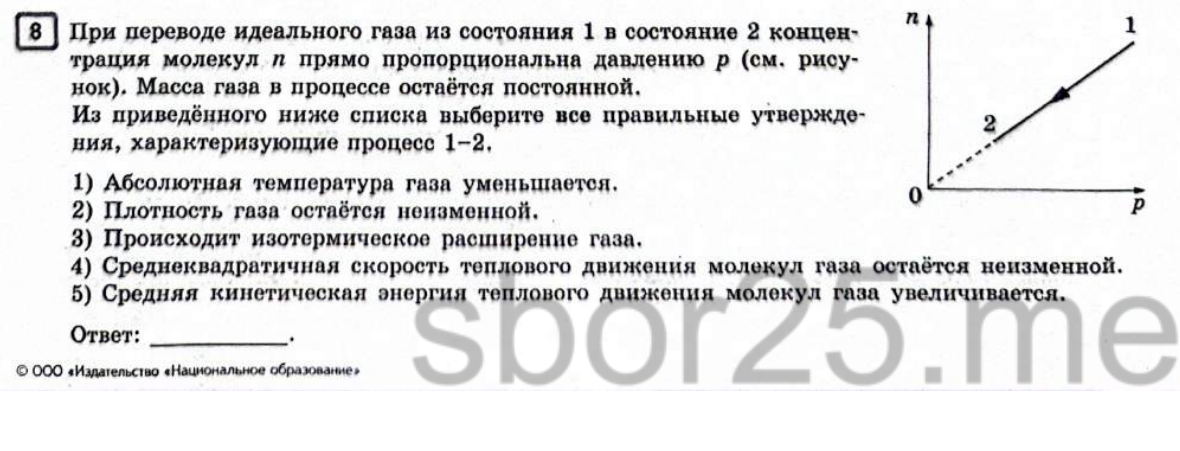 8 При переводе идеального газа из состояния 1 в состояние 2 концен-
трация молекул n прямо пропорциональна давлению p (см. рису-
нок). Масса газа в процессе остаётся постоянной.
Из приведённого ниже списка выберите все правильные утвержде-
ния, характеризующие процесс 1–2.
1) Абсолютная температура газа уменьшается.
2) Плотность газа остаётся неизменной.
3) Происходит изотермическое расширение газа.
4) Среднеквадратичная скорость теплового движения молекул газа остаётся неизменной.
5) Средняя кинетическая энергия теплового движения молекул газа увеличивается.
Ответ: ____________.
© ООО «Издательство «Национальное образование»
n
1
2
0
p
sbor25.me